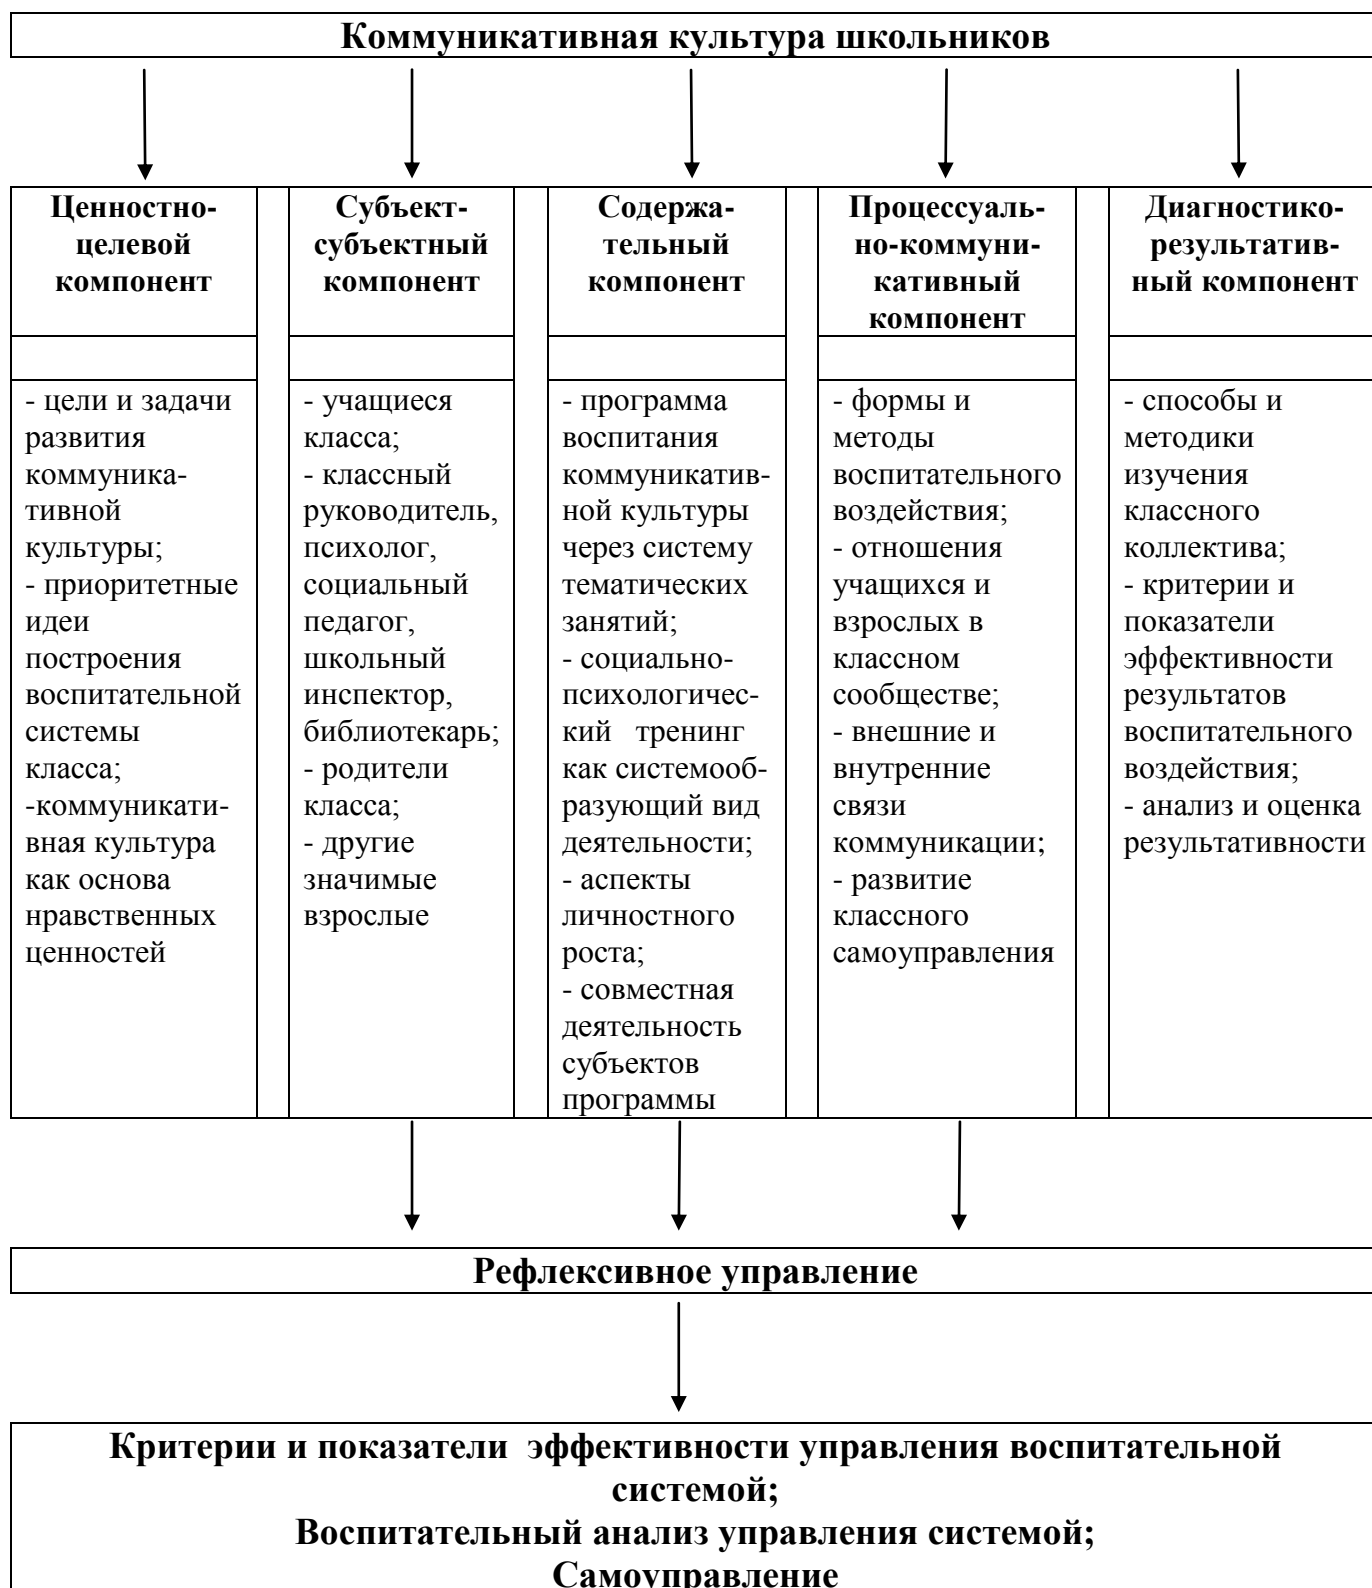 Коммуникативная культура школьников
Ценностно-
целевой
компонент
Субъект-
субъектный
компонент
Содержа-
тельный
компонент
Процессуаль-
но-коммуни-
кативный
компонент
Диагностико-
результатив-
ный компонент
- цели и задачи
развития
коммуника-
тивной
культуры;
- приоритетные
идеи
построения
воспитательной
системы
класса;
-коммуникати-
вная культура
как основа
нравственных
ценностей
- учащиеся
класса;
- классный
руководитель,
психолог,
социальный
педагог,
школьный
инспектор,
библиотекарь;
- родители
класса;
- другие
значимые
взрослые
- программа
воспитания
коммуникатив-
ной культуры
через систему
тематических
занятий;
- социально-
психологичес-
кий тренинг
как системооб-
разующий вид
деятельности;
- аспекты
личностного
роста;
- совместная
деятельность
субъектов
программы
- формы и
методы
воспитательного
воздействия;
- отношения
учащихся и
взрослых в
классном
сообществе;
- внешние и
внутренние
связи
коммуникации;
- развитие
классного
самоуправления
- способы и
методики
изучения
классного
коллектива;
- критерии и
показатели
эффективности
результатов
воспитательного
воздействия;
- анализ и оценка
результативности
Рефлексивное управление
Критерии и показатели эффективности управления воспитательной
системой;
Воспитательный анализ управления системой;
Самоуправление